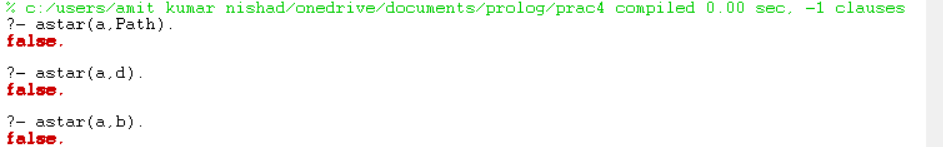 % c:/users/amit kumar nishad/onedrive/documents/prolog/prac4 compiled 0.00 sec, -1 clauses
?- astar(a,Path).
false.
?- astar(a,d).
false.
?- astar(a,b).
false.